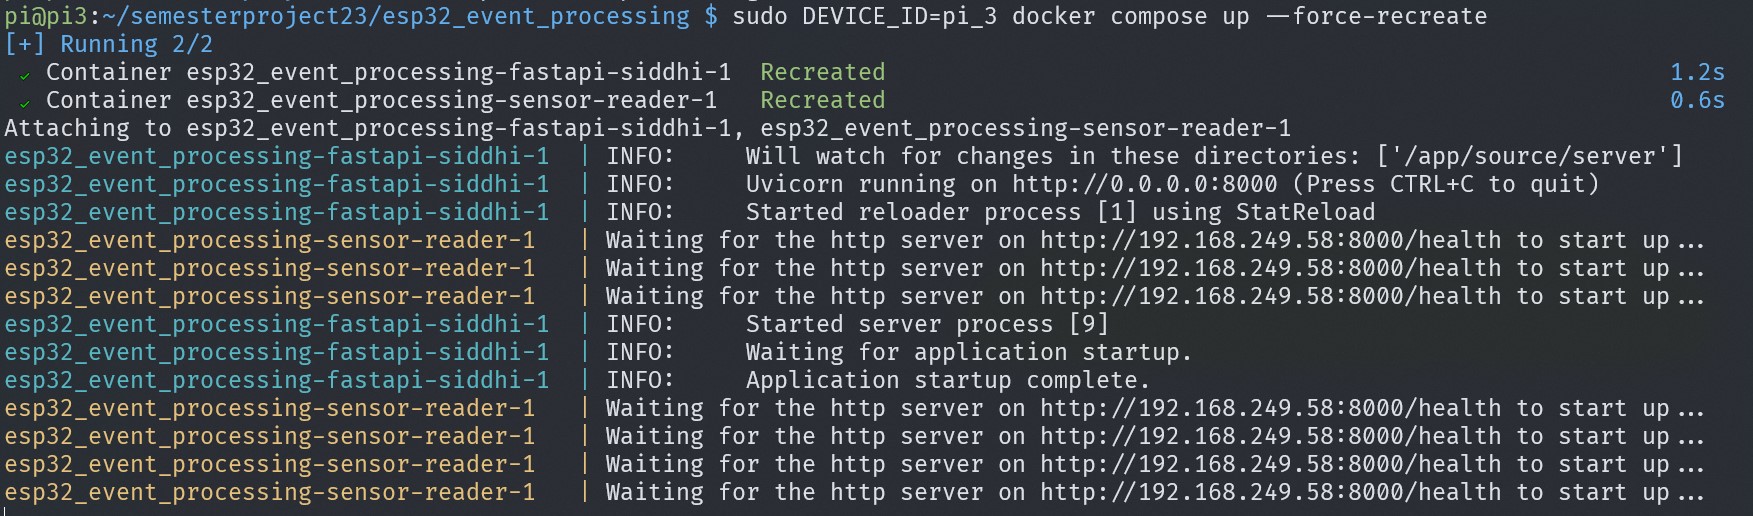 pi@pi3:~/semesterproject23/esp32_event_processing $ sudo DEVICE_ID=pi_3 docker compose up --force-recreate
[+] Running 2/2
✓ Container esp32_event_processing-fastapi-siddhi-1 Recreated 1.2s
✓ Container esp32_event_processing-sensor-reader-1 Recreated 0.6s
Attaching to esp32_event_processing-fastapi-siddhi-1, esp32_event_processing-sensor-reader-1
esp32_event_processing-fastapi-siddhi-1 | INFO: Will watch for changes in these directories: ['/app/source/server']
esp32_event_processing-fastapi-siddhi-1 | INFO: Uvicorn running on http://0.0.0.0:8000 (Press CTRL+C to quit)
esp32_event_processing-fastapi-siddhi-1 | INFO: Started reloader process [1] using StatReload
esp32_event_processing-sensor-reader-1 | Waiting for the http server on http://192.168.249.58:8000/health to start up...
esp32_event_processing-sensor-reader-1 | Waiting for the http server on http://192.168.249.58:8000/health to start up...
esp32_event_processing-sensor-reader-1 | Waiting for the http server on http://192.168.249.58:8000/health to start up...
esp32_event_processing-fastapi-siddhi-1 | INFO: Started server process [9]
esp32_event_processing-fastapi-siddhi-1 | INFO: Waiting for application startup.
esp32_event_processing-fastapi-siddhi-1 | INFO: Application startup complete.
esp32_event_processing-sensor-reader-1 | Waiting for the http server on http://192.168.249.58:8000/health to start up...
esp32_event_processing-sensor-reader-1 | Waiting for the http server on http://192.168.249.58:8000/health to start up...
esp32_event_processing-sensor-reader-1 | Waiting for the http server on http://192.168.249.58:8000/health to start up...
esp32_event_processing-sensor-reader-1 | Waiting for the http server on http://192.168.249.58:8000/health to start up...